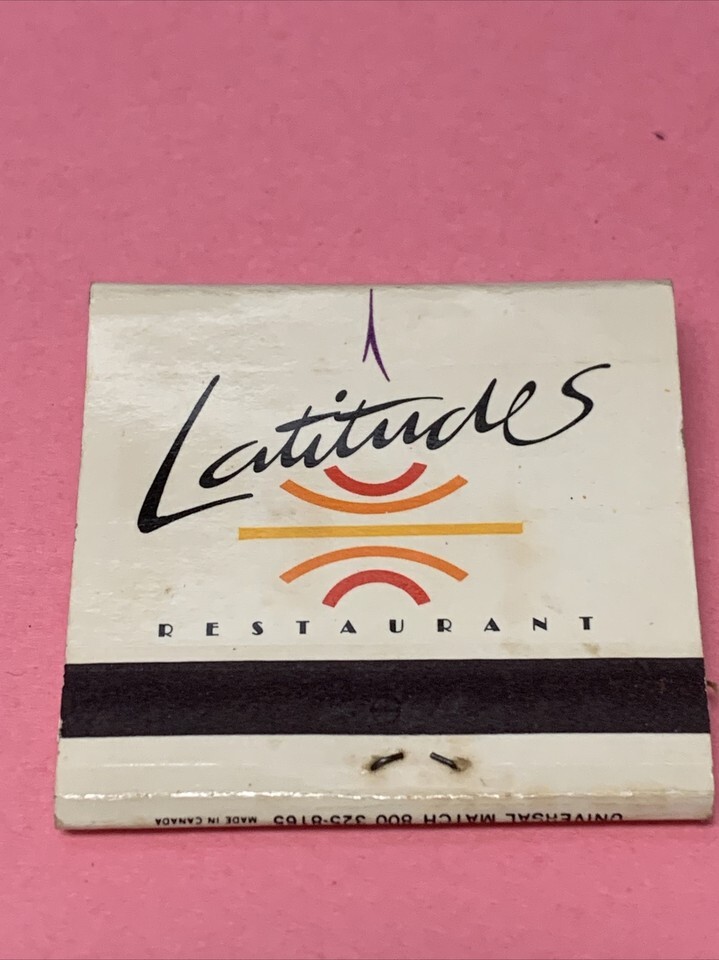 Latitudes
RESTAURANT
UNIVERSAL MATCH 800 325-8165 MADE IN CANADA